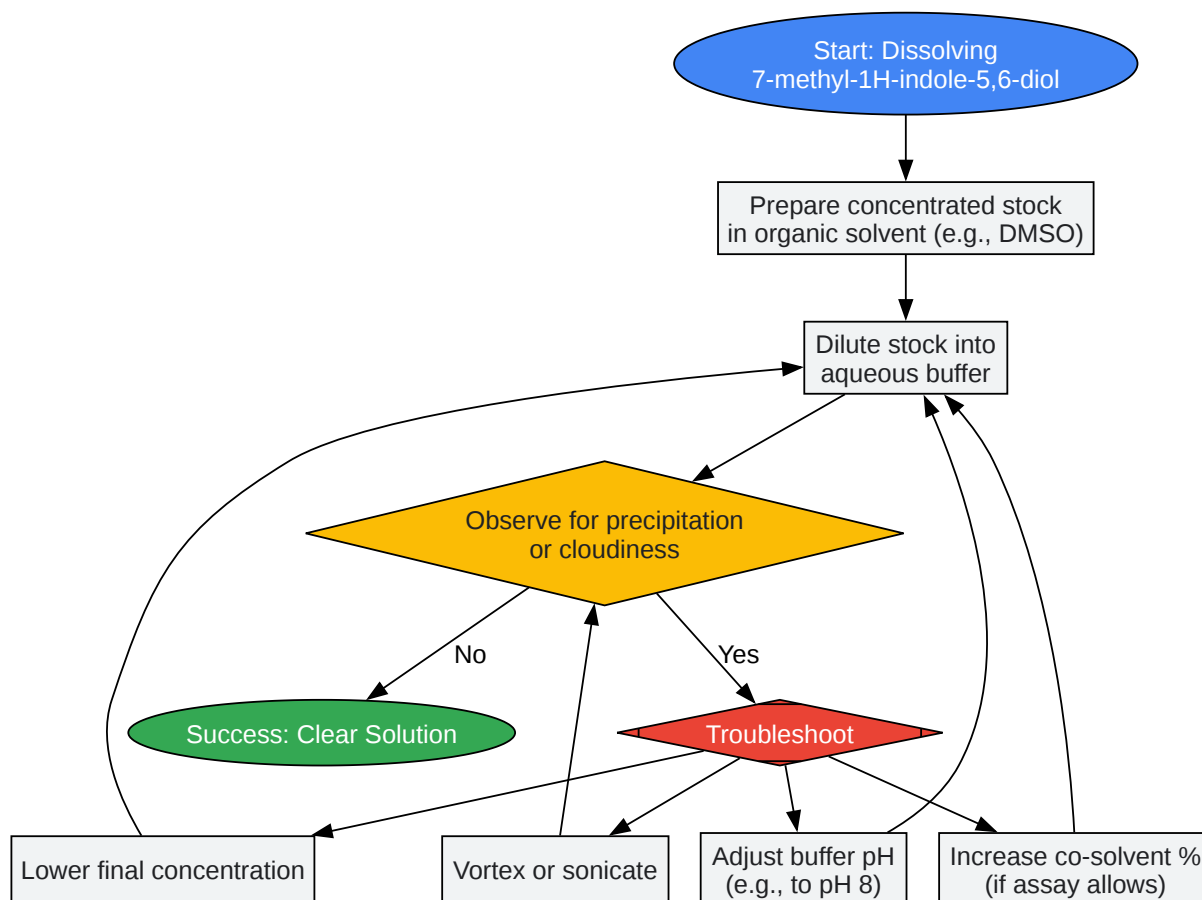 Start: Dissolving
7-methyl-1H-indole-5,6-diol
Prepare concentrated stock
in organic solvent (e.g., DMSO)
Dilute stock into
aqueous buffer
Observe for precipitation
or cloudiness
No
Yes
Success: Clear Solution
Troubleshoot
Lower final concentration
Vortex or sonicate
Adjust buffer pH
(e.g., to pH 8)
Increase co-solvent %
(if assay allows)